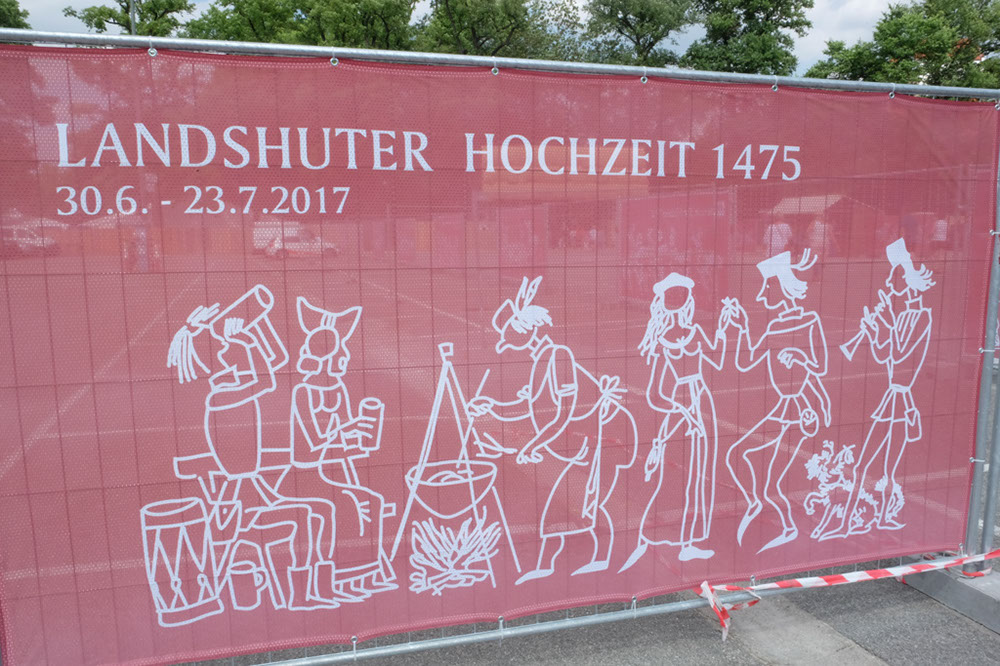 LANDSHUTER HOCHZEIT 1475
30.6. - 23.7.2017